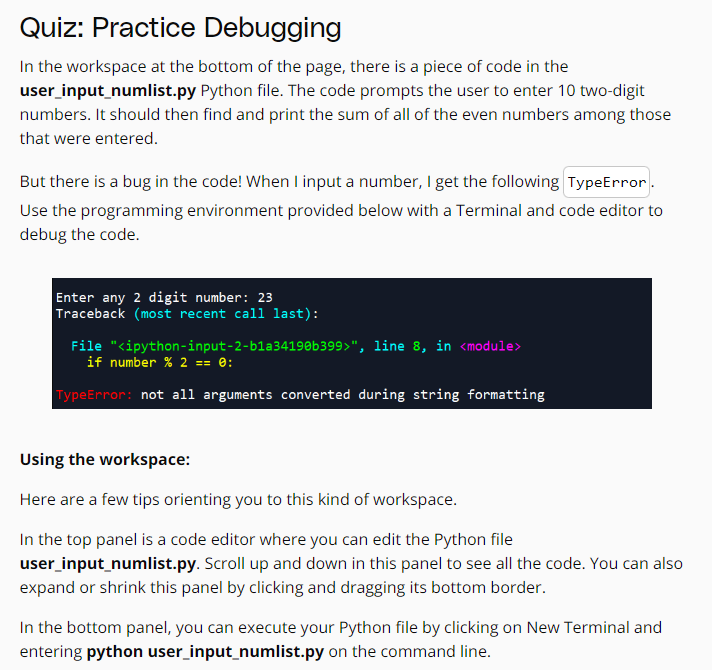 Quiz: Practice Debugging
In the workspace at the bottom of the page, there is a piece of code in the
user_input_numlist.py Python file. The code prompts the user to enter 10 two-digit
numbers. It should then find and print the sum of all of the even numbers among those
that were entered.
But there is a bug in the code! When I input a number, I get the following TypeError.
Use the programming environment provided below with a Terminal and code editor to
debug the code.
Enter any 2 digit number: 23
Traceback (most recent call last):
File "<ipython-input-2-b1a34190b399>", line 8, in <module>
if number % 2 == 0:
TypeError: not all arguments converted during string formatting
Using the workspace:
Here are a few tips orienting you to this kind of workspace.
In the top panel is a code editor where you can edit the Python file
user_input_numlist.py. Scroll up and down in this panel to see all the code. You can also
expand or shrink this panel by clicking and dragging its bottom border.
In the bottom panel, you can execute your Python file by clicking on New Terminal and
entering python user_input_numlist.py on the command line.